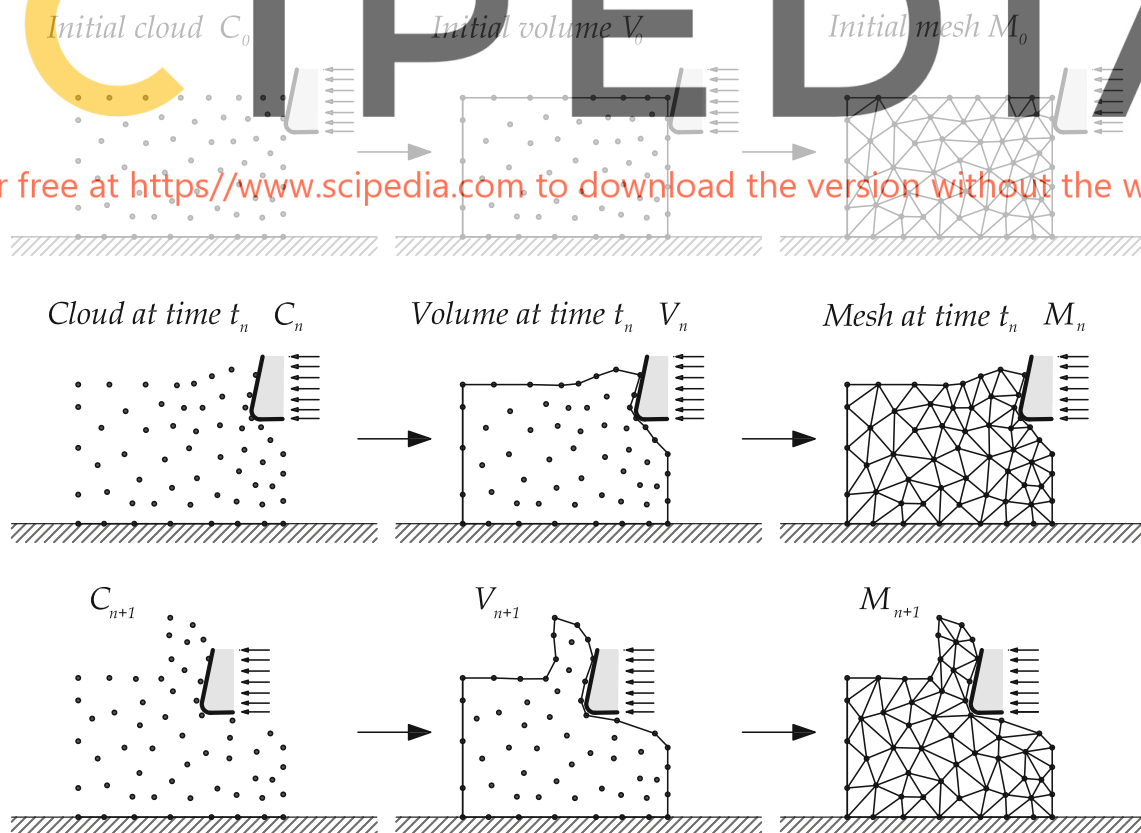 CIPEDIA
Initial cloud C₀ Initial volume V₀ Initial mesh M₀
r free at https//www.scipedia.com to download the version without the w
Cloud at time tₙ Cₙ Volume at time tₙ Vₙ Mesh at time tₙ Mₙ
Cₙ₊₁ Vₙ₊₁ Mₙ₊₁